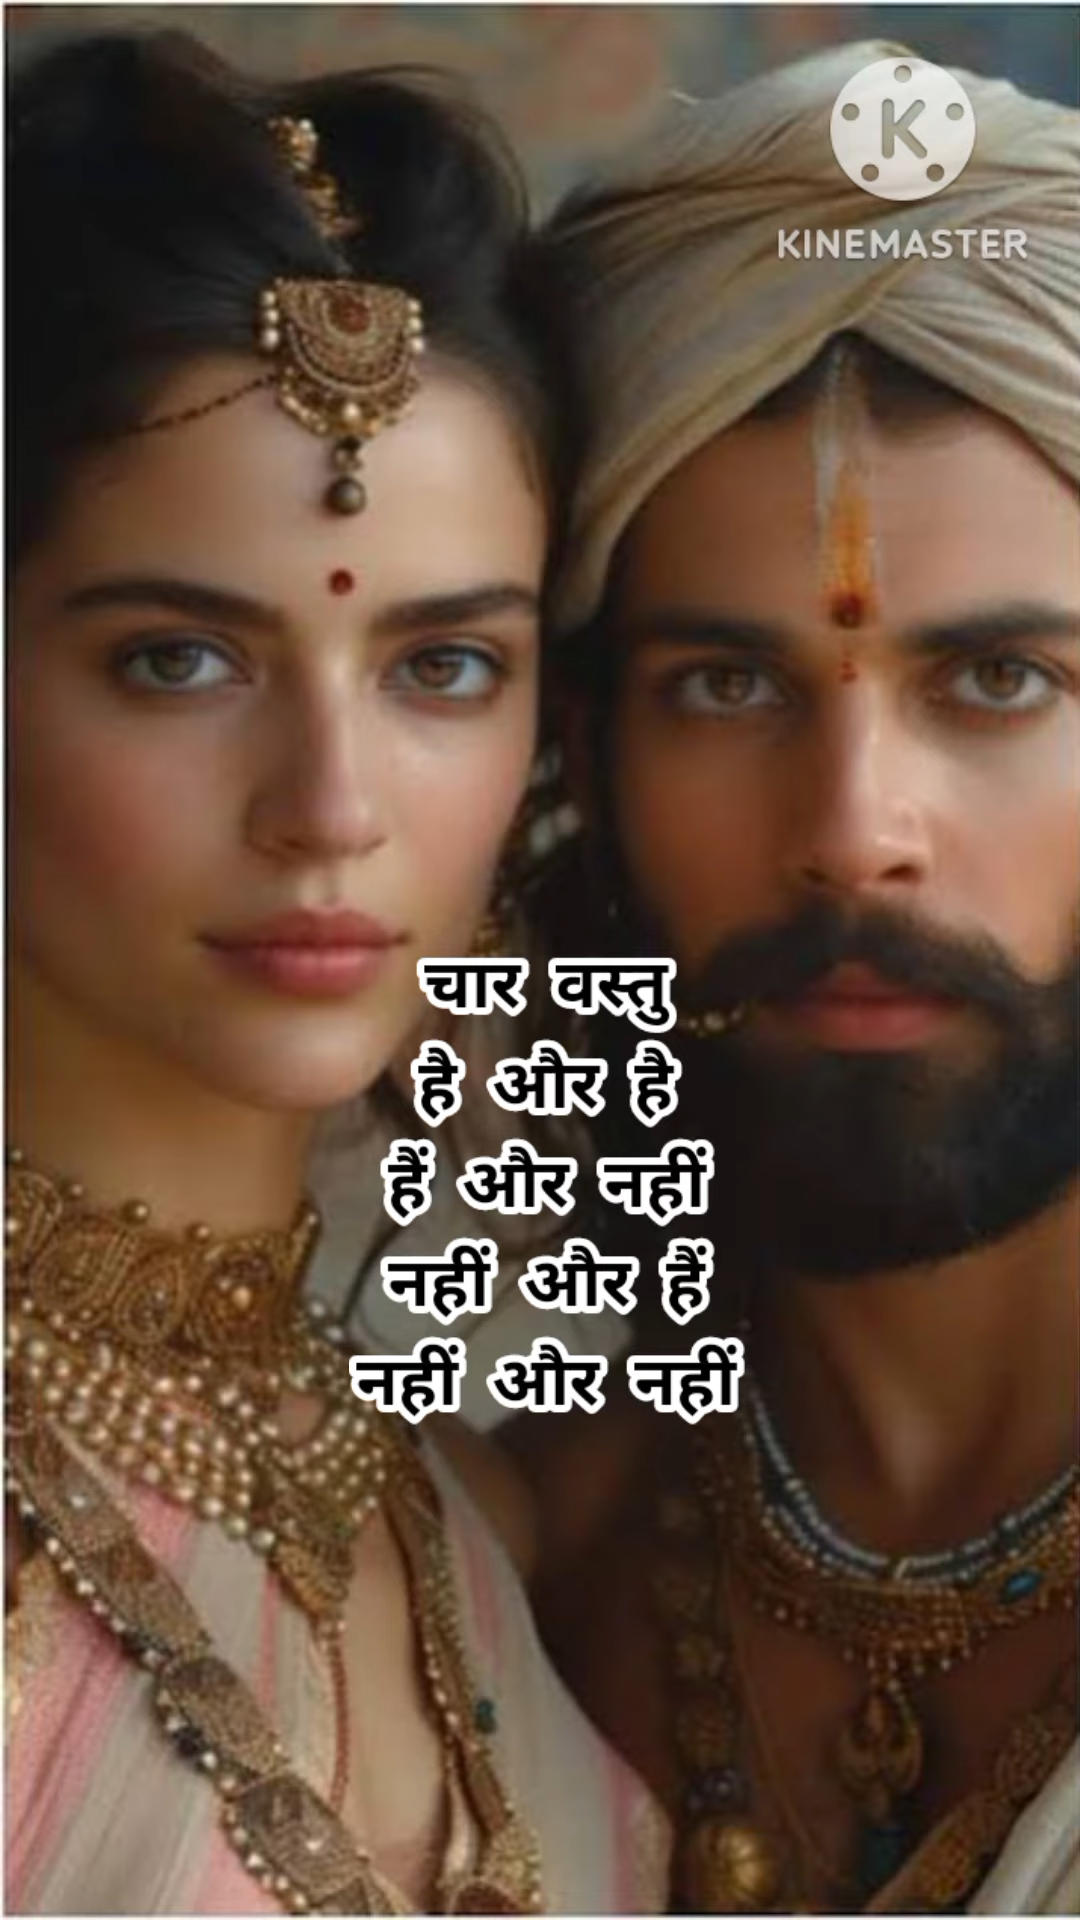 K
KINEMASTER
चार वस्तु
है और है
हैं और नहीं
नहीं और हैं
नहीं और नहीं